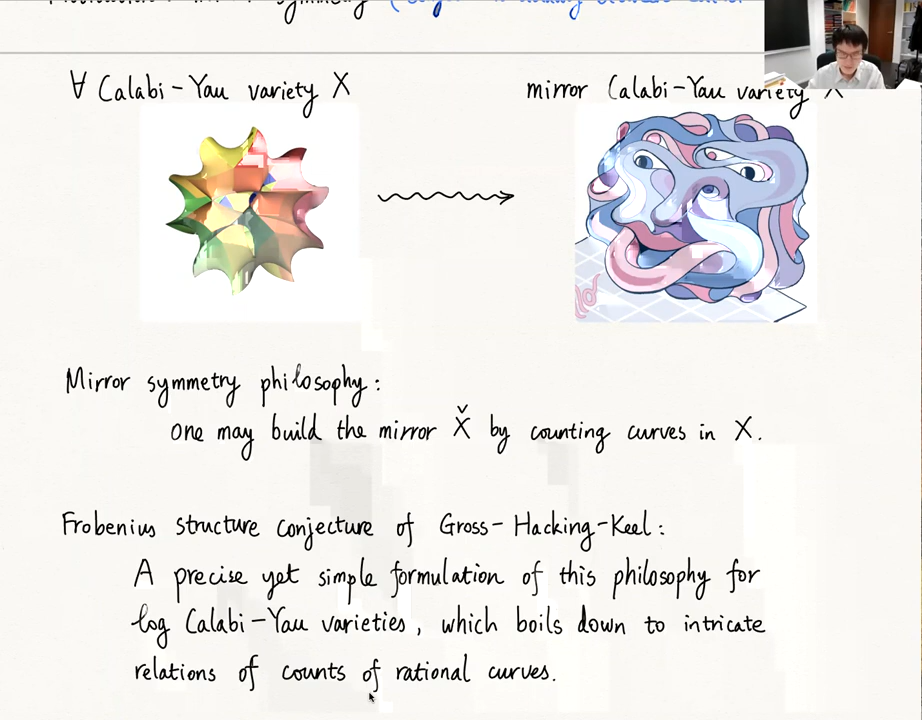 symmetry
∀ Calabi-Yau variety X
mirror Calabi-Yau variety
Mirror symmetry philosophy:
one may build the mirror X̌ by counting curves in X.
Frobenius structure conjecture of Gross-Hacking-Keel:
A precise yet simple formulation of this philosophy for
log Calabi-Yau varieties, which boils down to intricate
relations of counts of rational curves.